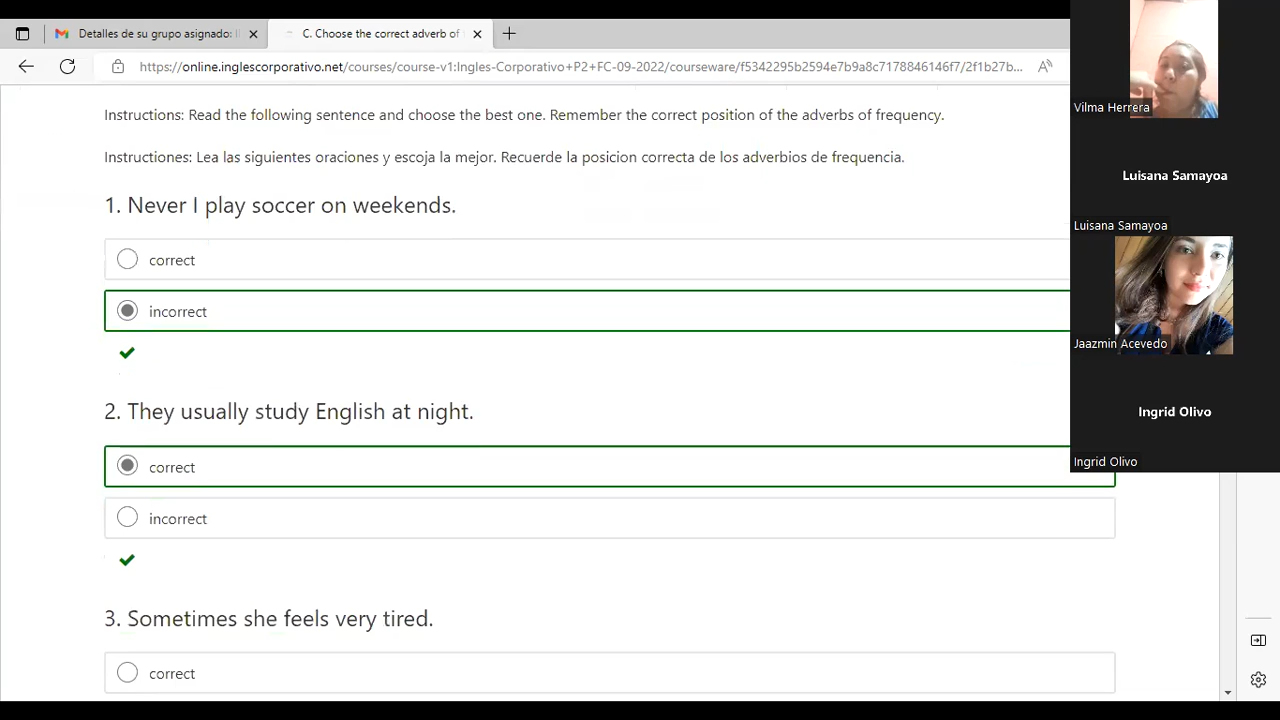 Detalles de su grupo asignado: I
C. Choose the correct adverb of
https://online.inglescorporativo.net/courses/course-v1:Ingles-Corporativo+P2+FC-09-2022/courseware/f5342295b2594e7b9a8c7178846146f7/2f1b27b...
Instructions: Read the following sentence and choose the best one. Remember the correct position of the adverbs of frequency.
Instructiones: Lea las siguientes oraciones y escoja la mejor. Recuerde la posicion correcta de los adverbios de frequencia.
1. Never I play soccer on weekends.
correct
incorrect
2. They usually study English at night.
correct
incorrect
3. Sometimes she feels very tired.
correct
Vilma Herrera
Luisana Samayoa
Luisana Samayoa
Jaazmin Acevedo
Ingrid Olivo
Ingrid Olivo